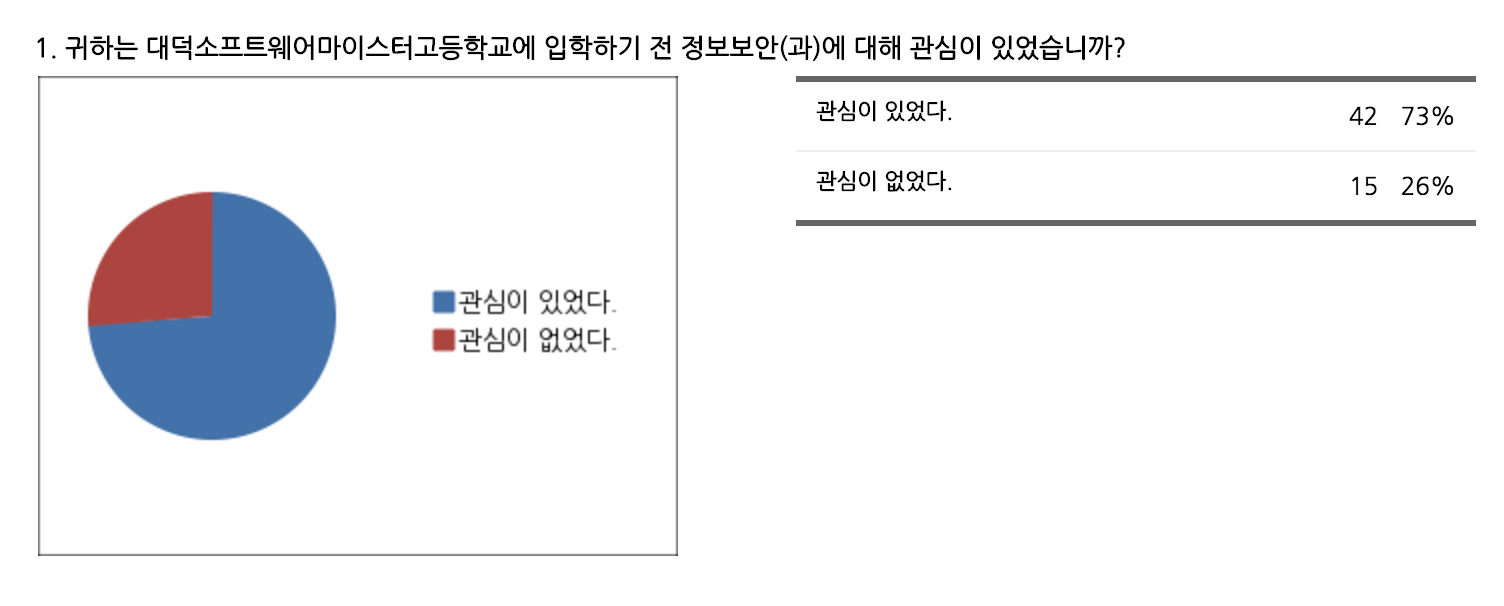 1. 귀하는 대덕소프트웨어마이스터고등학교에 입학하기 전 정보보안(과)에 대해 관심이 있었습니까?
관심이 있었다. 42 73%
관심이 없었다. 15 26%
관심이 있었다.
관심이 없었다.